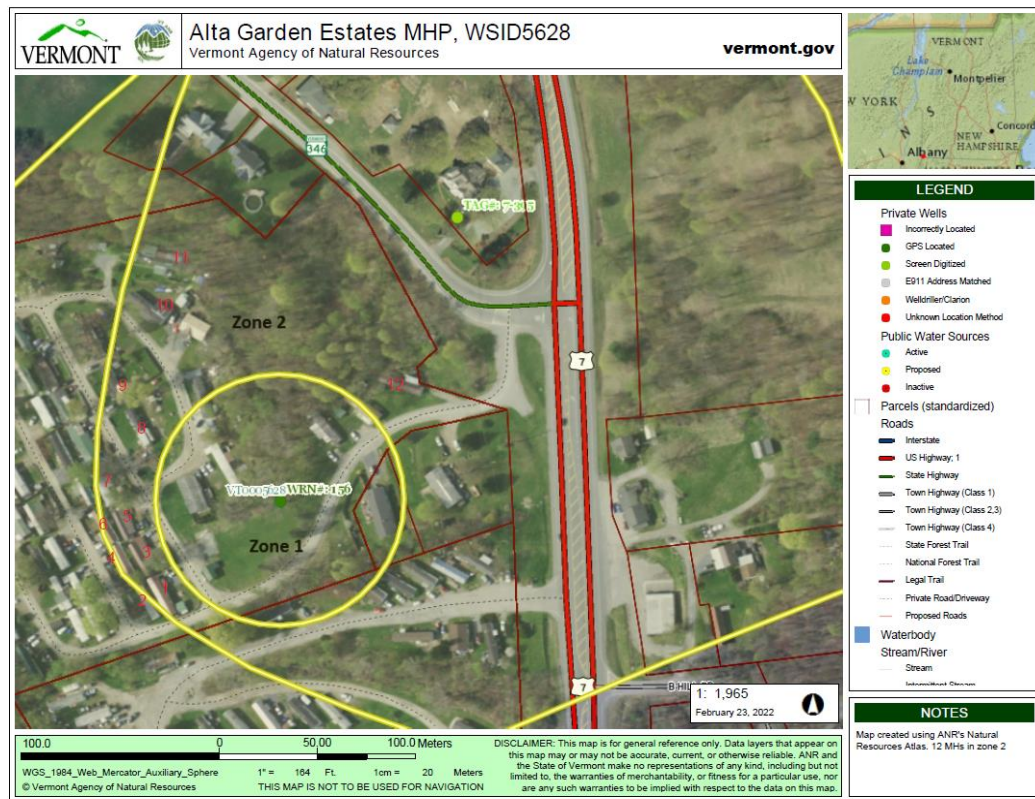 VERMONT
Alta Garden Estates MHP, WSID5628
Vermont Agency of Natural Resources
vermont.gov
VERMONT
Lake
Champlain
Montpelier
W YORK
NEW
HAMPSHIRE
Concord
Albany
346
TAG#: 7-395
11
10
Zone 2
7
12
9
8
7
VT0005628 WRN#: 156
5
6
Zone 1
4
3
1
2
7
B HILL
1: 1,965
February 23, 2022
LEGEND
Private Wells
Incorrectly Located
GPS Located
Screen Digitized
E911 Address Matched
Welldriller/Clarion
Unknown Location Method
Public Water Sources
Active
Proposed
Inactive
Parcels (standardized)
Roads
Interstate
US Highway; 1
State Highway
Town Highway (Class 1)
Town Highway (Class 2,3)
Town Highway (Class 4)
State Forest Trail
National Forest Trail
Legal Trail
Private Road/Driveway
Proposed Roads
Waterbody
Stream/River
Stream
Intermittent Stream
NOTES
Map created using ANR's Natural
Resources Atlas. 12 MHs in zone 2
100.0 0 50.00 100.0 Meters
WGS_1984_Web_Mercator_Auxiliary_Sphere
1" = 164 Ft. 1cm = 20 Meters
© Vermont Agency of Natural Resources
THIS MAP IS NOT TO BE USED FOR NAVIGATION
DISCLAIMER: This map is for general reference only. Data layers that appear on
this map may or may not be accurate, current, or otherwise reliable. ANR and
the State of Vermont make no representations of any kind, including but not
limited to, the warranties of merchantability, or fitness for a particular use, nor
are any such warranties to be implied with respect to the data on this map.